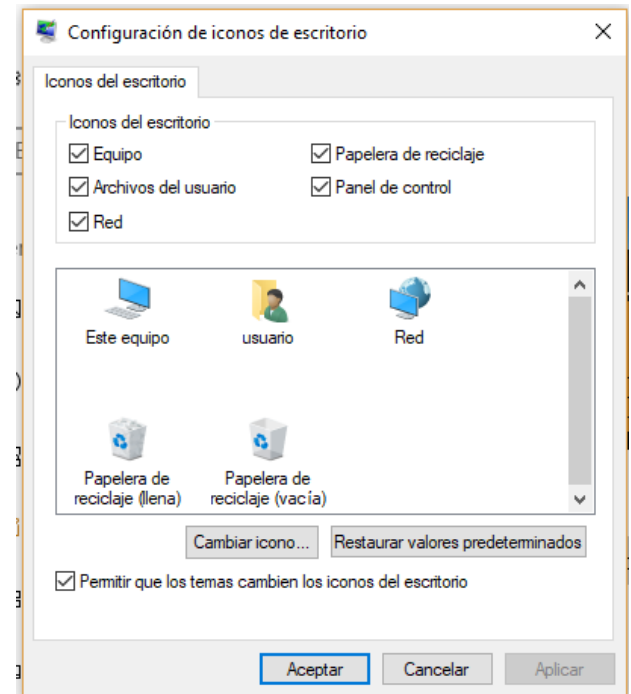 Configuración de iconos de escritorio
Iconos del escritorio
Iconos del escritorio
Equipo
Papelera de reciclaje
Archivos del usuario
Panel de control
Red
Este equipo
usuario
Red
Papelera de
reciclaje (llena)
Papelera de
reciclaje (vacía)
Cambiar icono...
Restaurar valores predeterminados
Permitir que los temas cambien los iconos del escritorio
Aceptar
Cancelar
Aplicar